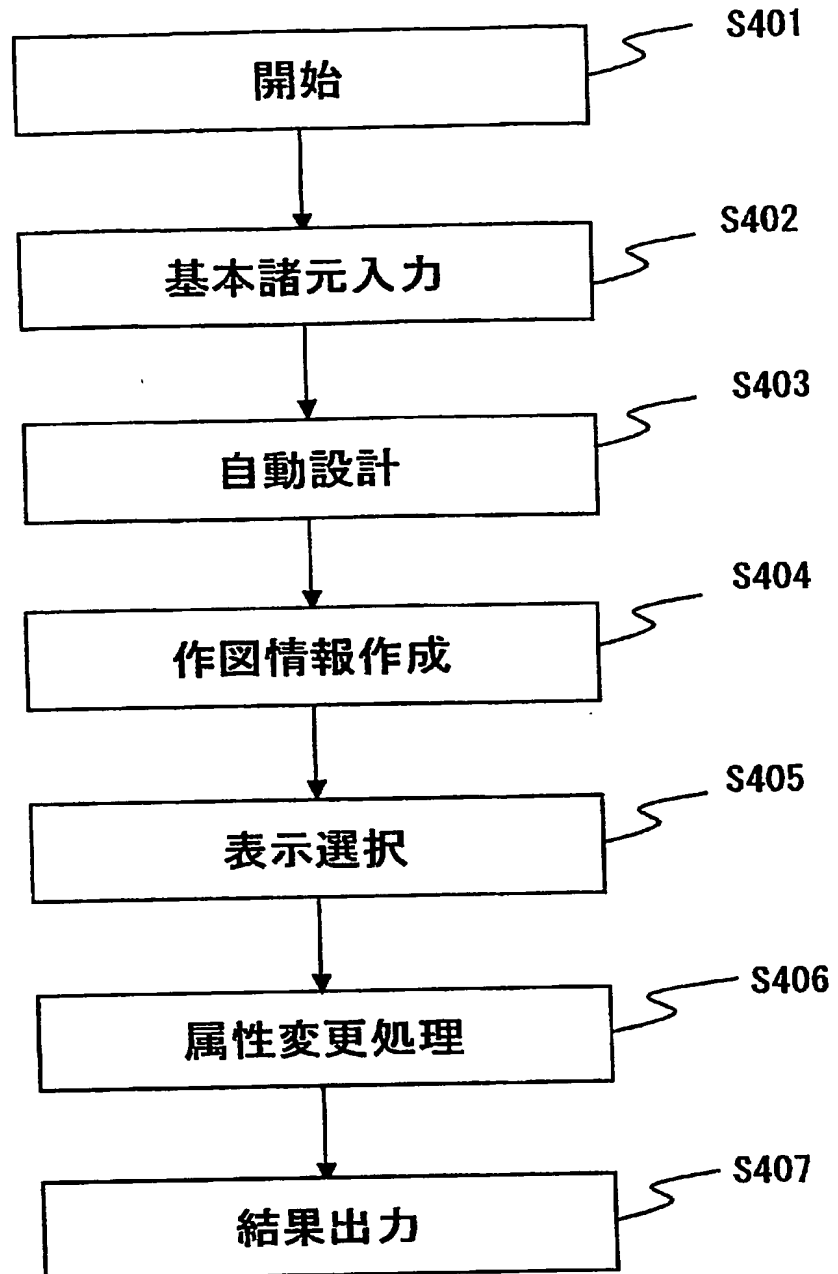 S401
開始
S402
基本諸元入力
S403
自動設計
S404
作図情報作成
S405
表示選択
S406
属性変更処理
S407
結果出力